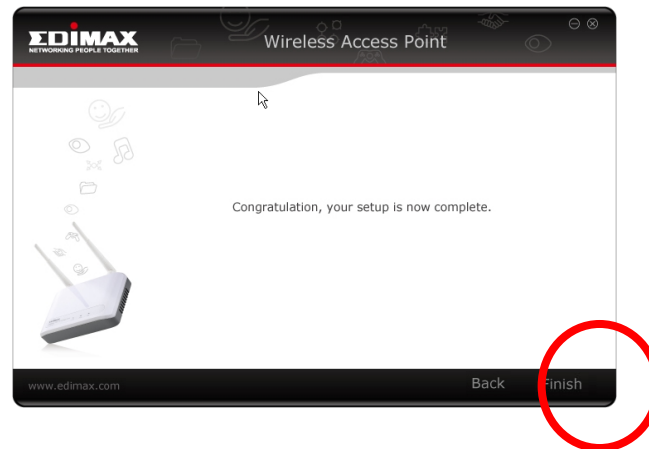 EDIMAX
NETWORKING PEOPLE TOGETHER
Wireless Access Point
Congratulation, your setup is now complete.
www.edimax.com
Back
Finish